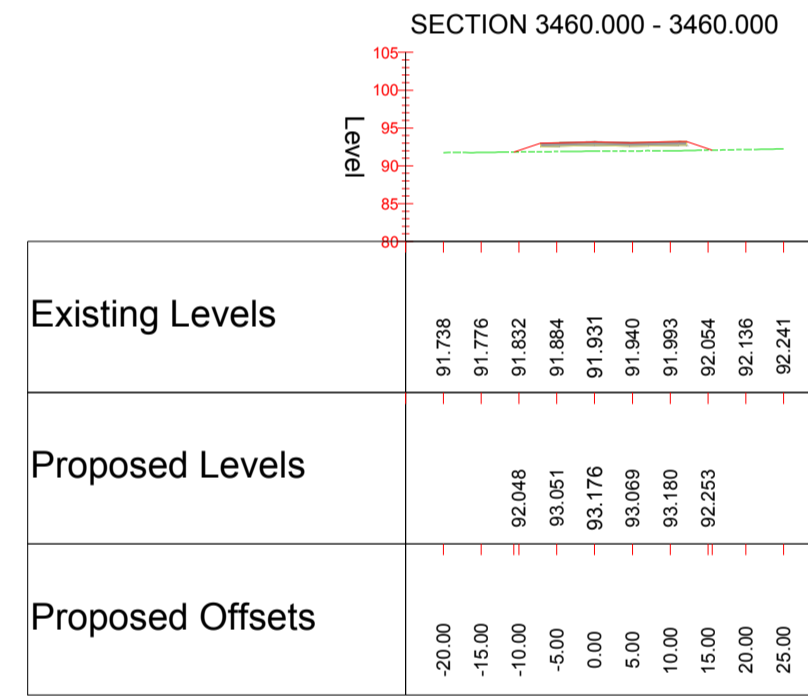 SECTION 3460.000 - 3460.000
105
100
95
90
85
80
Level
Existing Levels
91.738 91.776 91.832 91.884 91.931 91.940 91.993 92.054 92.136 92.241
Proposed Levels
92.048 93.051 93.176 93.069 93.180 92.253
Proposed Offsets
-20.00 -15.00 -10.00 -5.00 0.00 5.00 10.00 15.00 20.00 25.00